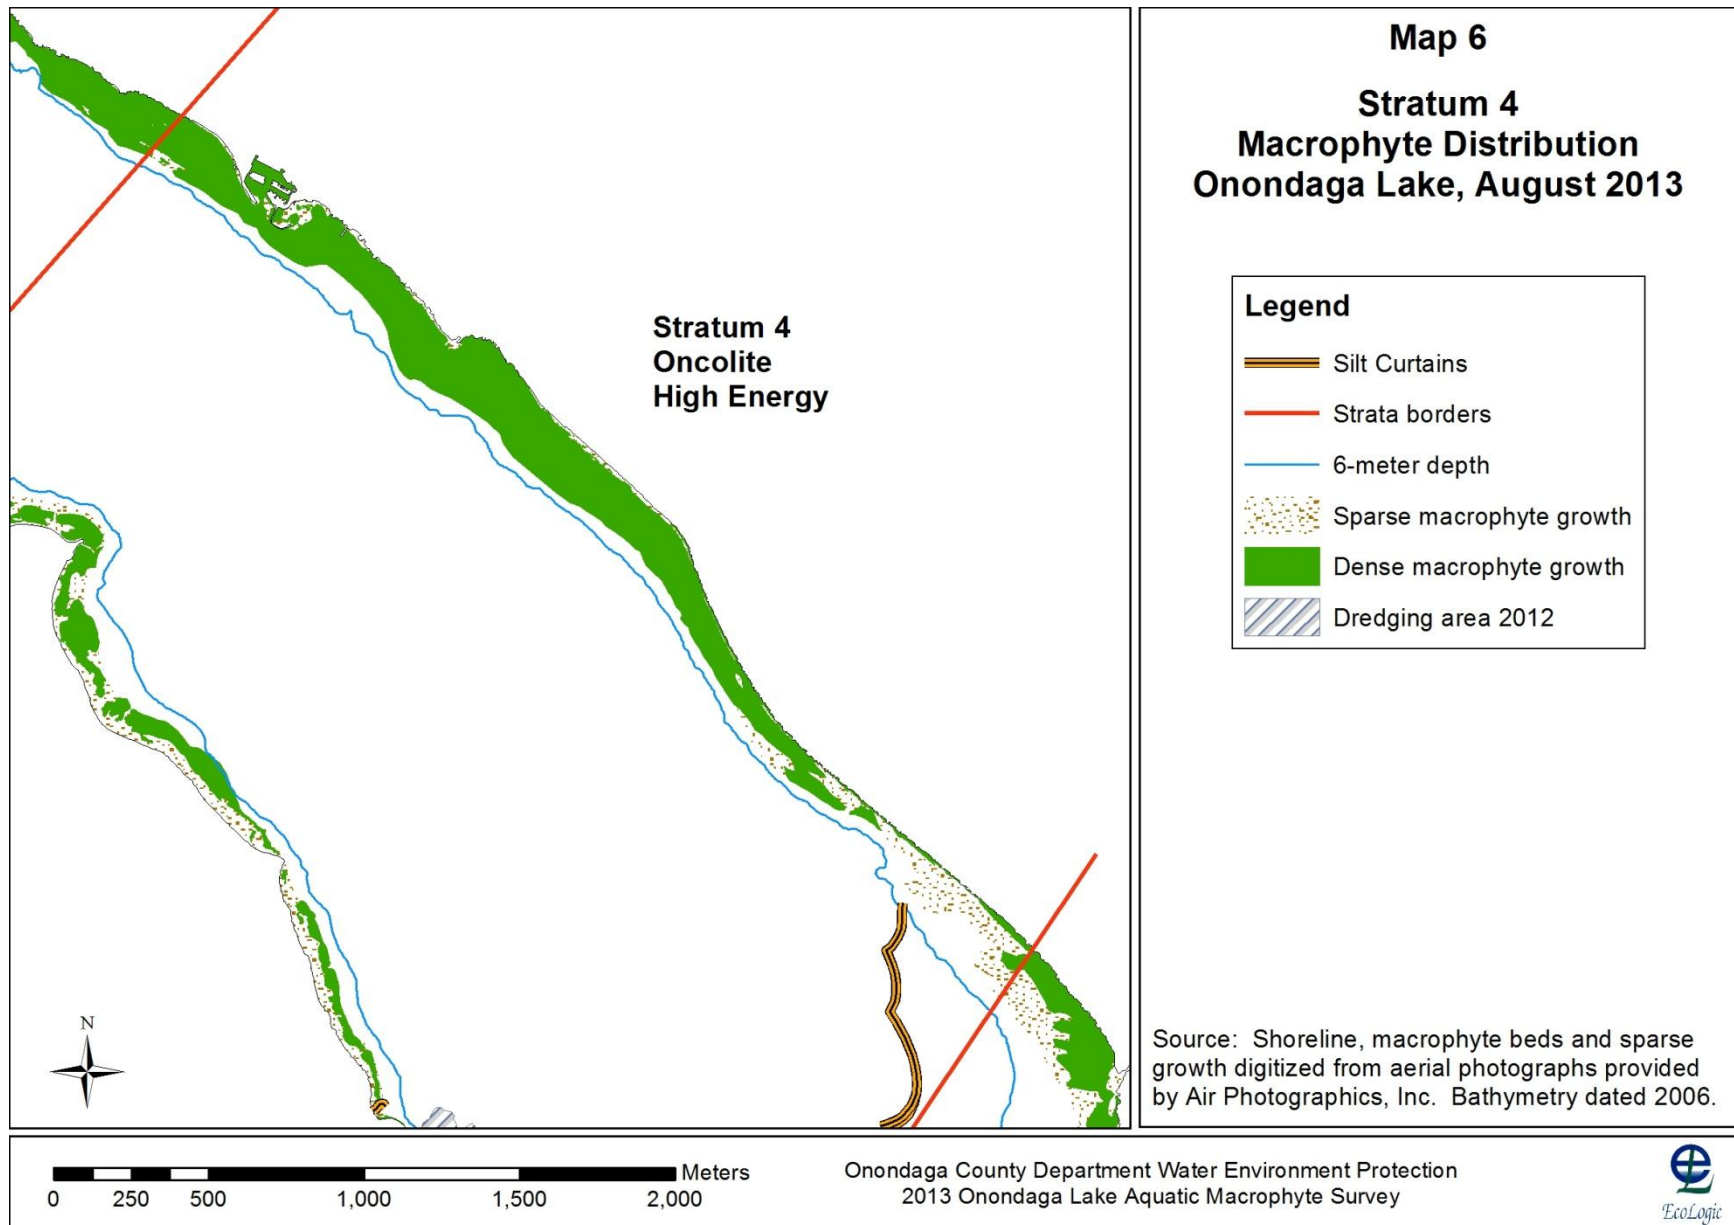 Map 6
Stratum 4
Macrophyte Distribution
Onondaga Lake, August 2013
Stratum 4
Oncolite
High Energy
Legend
Silt Curtains
Strata borders
6-meter depth
Sparse macrophyte growth
Dense macrophyte growth
Dredging area 2012
N
Source: Shoreline, macrophyte beds and sparse
growth digitized from aerial photographs provided
by Air Photographics, Inc. Bathymetry dated 2006.
Meters
0 250 500 1,000 1,500 2,000
Onondaga County Department Water Environment Protection
2013 Onondaga Lake Aquatic Macrophyte Survey
EcoLogic